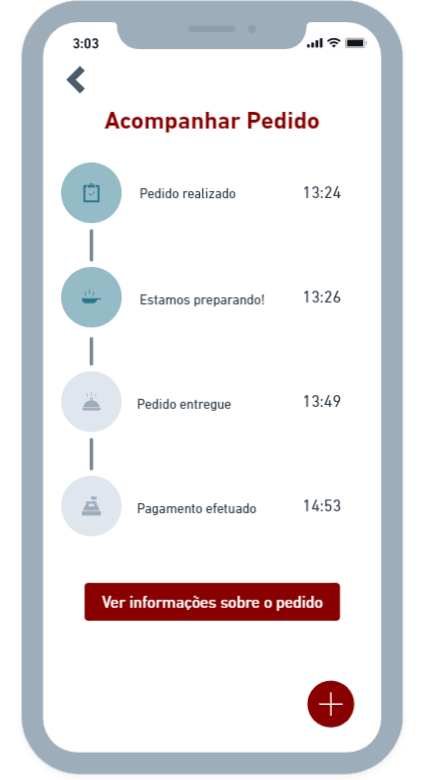 3:03
Acompanhar Pedido
Pedido realizado 13:24
Estamos preparando! 13:26
Pedido entregue 13:49
Pagamento efetuado 14:53
Ver informações sobre o pedido